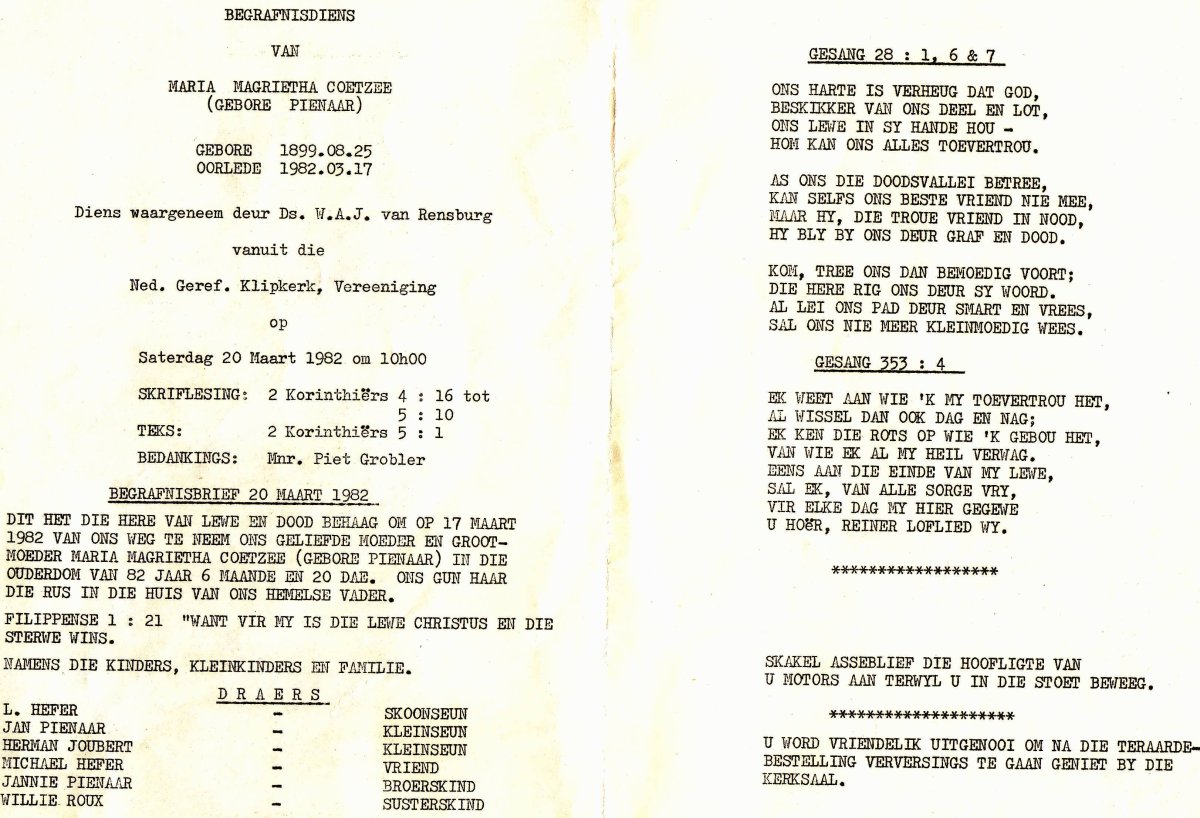 BEGRAFNISDIENS
VAN
MARIA MAGRIETHA COETZEE
(GEBORE PIENAAR)
GEBORE 1899.08.25
OORLEDE 1982.03.17
Diens waargeneem deur Ds. W.A.J. van Rensburg
vanuit die
Ned. Geref. Klipkerk, Vereeniging
op
Saterdag 20 Maart 1982 om 10h00
SKRIFLESING: 2 Korinthiërs 4 : 16 tot
5 : 10
TEKS: 2 Korinthiërs 5 : 1
BEDANKINGS: Mnr. Piet Grobler
BEGRAFNISBRIEF 20 MAART 1982
DIT HET DIE HERE VAN LEWE EN DOOD BEHAAG OM OP 17 MAART
1982 VAN ONS WEG TE NEEM ONS GELIEFDE MOEDER EN GROOT-
MOEDER MARIA MAGRIETHA COETZEE (GEBORE PIENAAR) IN DIE
OUDERDOM VAN 82 JAAR 6 MAANDE EN 20 DAE. ONS GUN HAAR
DIE RUS IN DIE HUIS VAN ONS HEMELSE VADER.
FILIPPENSE 1 : 21 "WANT VIR MY IS DIE LEWE CHRISTUS EN DIE
STERWE WINS.
NAMENS DIE KINDERS, KLEINKINDERS EN FAMILIE.
D R A E R S
L. HEFER - SKOONSEUN
JAN PIENAAR - KLEINSEUN
HERMAN JOUBERT - KLEINSEUN
MICHAEL HEFER - VRIEND
JANNIE PIENAAR - BROERSKIND
WILLIE ROUX - SUSTERSKIND
GESANG 28 : 1, 6 & 7
ONS HARTE IS VERHEUG DAT GOD,
BESKIKKER VAN ONS DEEL EN LOT,
ONS LEWE IN SY HANDE HOU -
HOM KAN ONS ALLES TOEVERTROU.
AS ONS DIE DOODSVALLEI BETREE,
KAN SELFS ONS BESTE VRIEND NIE MEE,
MAAR HY, DIE TROUE VRIEND IN NOOD,
HY BLY BY ONS DEUR GRAF EN DOOD.
KOM, TREE ONS DAN BEMOEDIG VOORT;
DIE HERE RIG ONS DEUR SY WOORD.
AL LEI ONS PAD DEUR SMART EN VREES,
SAL ONS NIE MEER KLEINMOEDIG WEES.
GESANG 353 : 4
EK WEET AAN WIE 'K MY TOEVERTROU HET,
AL WISSEL DAN OOK DAG EN NAG;
EK KEN DIE ROTS OP WIE 'K GEBOU HET,
VAN WIE EK AL MY HEIL VERWAG.
EENS AAN DIE EINDE VAN MY LEWE,
SAL EK, VAN ALLE SORGE VRY,
VIR ELKE DAG MY HIER GEGEWE
U HOËR, REINER LOFLIED WY.
******************
SKAKEL ASSEBLIEF DIE HOOFLIGTE VAN
U MOTORS AAN TERWYL U IN DIE STOET BEWEEG.
********************
U WORD VRIENDELIK UITGENOOI OM NA DIE TERAARDE-
BESTELLING VERVERSINGS TE GAAN GENIET BY DIE
KERKSAAL.